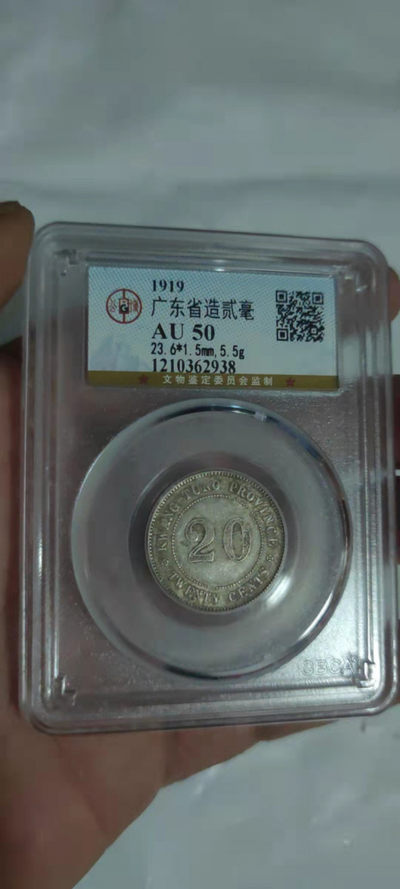 1919
广东省造贰毫
AU 50
23.6*1.5mm,5.5g
1210362938
文物鉴定委员会监制
KWANG TUNG PROVINCE
20
TWENTY CENTS